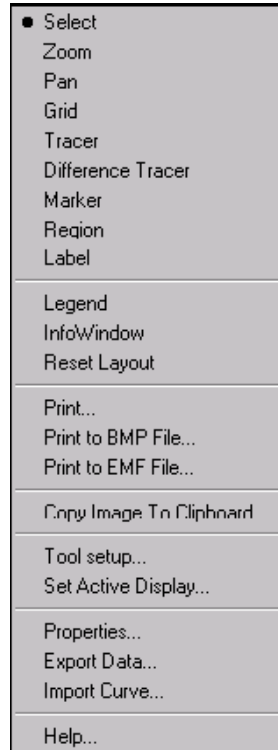 Select
Zoom
Pan
Grid
Tracer
Difference Tracer
Marker
Region
Label
Legend
InfoWindow
Reset Layout
Print...
Print to BMP File...
Print to EMF File...
Copy Image To Clipboard
Tool setup...
Set Active Display...
Properties...
Export Data...
Import Curve...
Help...